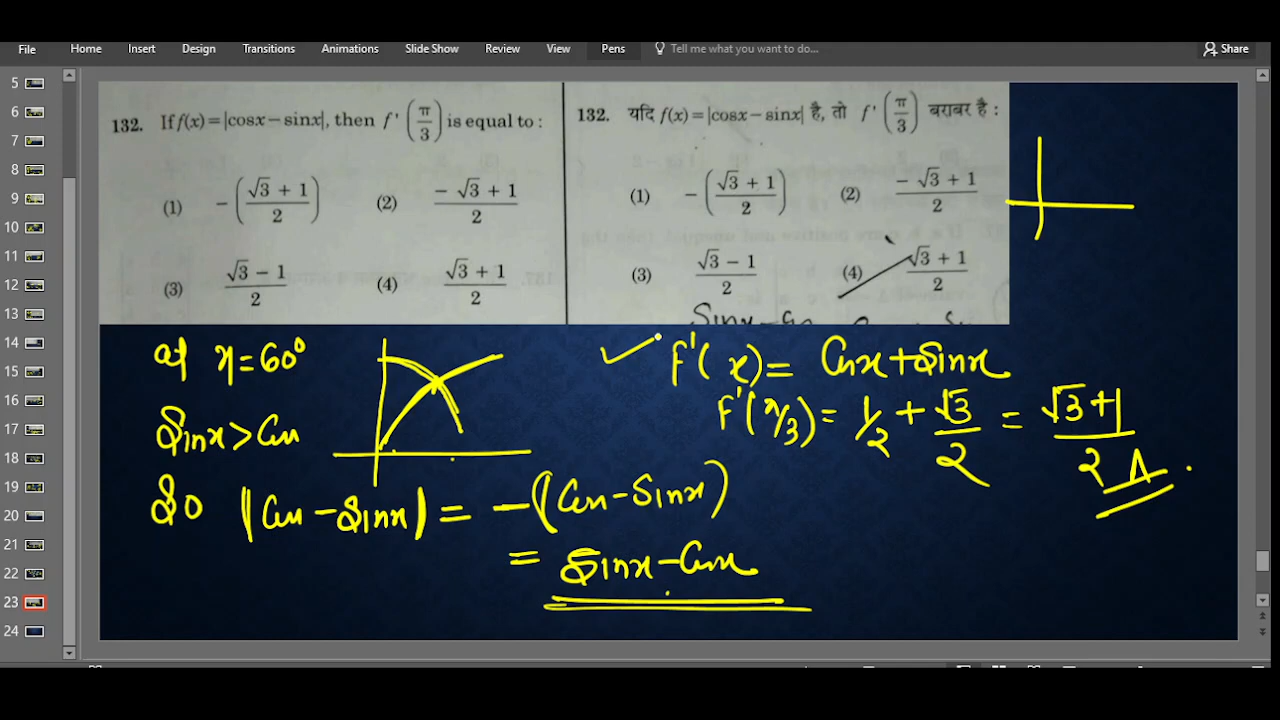 File Home Insert Design Transitions Animations Slide Show Review View Pens Tell me what you want to do... Share
5
6
7
8
9
10
11
12
13
14
15
16
17
18
19
20
21
22
23
24
132. If f(x) = |cosx − sinx|, then f' (π/3) is equal to :
(1) −((√3 + 1)/2) (2) (−√3 + 1)/2
(3) (√3 − 1)/2 (4) (√3 + 1)/2
132. यदि f(x) = |cosx − sinx| है, तो f' (π/3) बराबर है :
(1) −((√3 + 1)/2) (2) (−√3 + 1)/2
(3) (√3 − 1)/2 (4) (√3 + 1)/2
at x = 60°
Sinx > Cosx
So |Cosx − Sinx| = −(Cosx − Sinx)
= Sinx − Cosx
F'(x) = Cosx + Sinx
F'(π/3) = 1/2 + √3/2 = (√3 + 1)/2